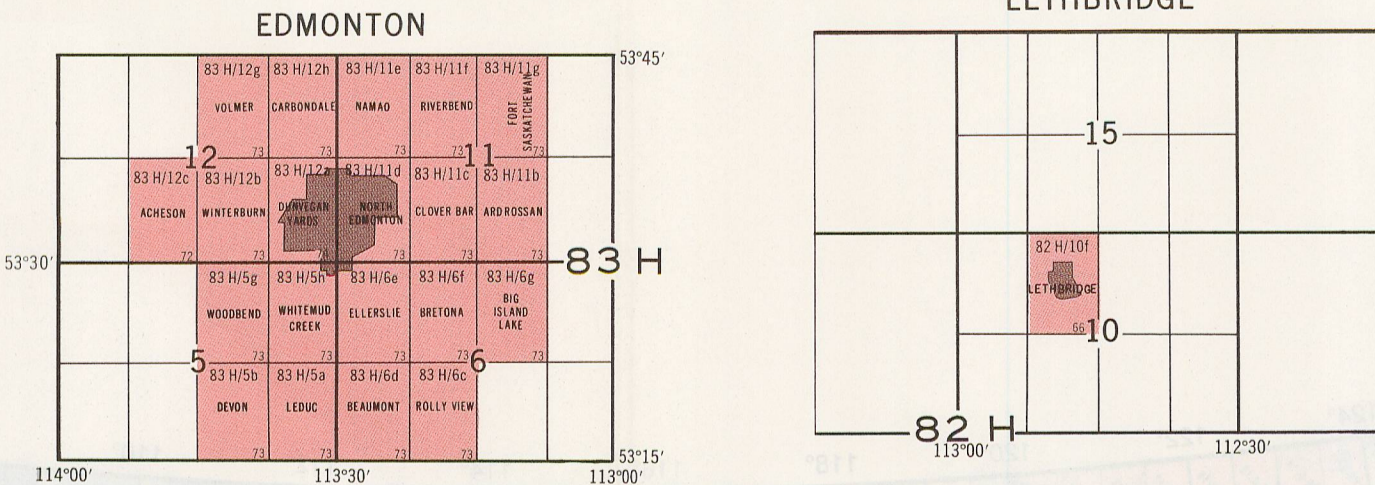 EDMONTON
53°45′
83 H/12g 83 H/12h 83 H/11e 83 H/11f 83 H/11g
VOLMER CARBONDALE NAMAO RIVERBEND FORT SASKATCHEWAN
73 73 73 73 73
12 11
83 H/12c 83 H/12b 83 H/12a 83 H/11d 83 H/11c 83 H/11b
ACHESON WINTERBURN DUNVEGAN YARDS NORTH EDMONTON CLOVER BAR ARDROSSAN
72 73 73 73 73
53°30′ 83 H
83 H/5g 83 H/5h 83 H/6e 83 H/6f 83 H/6g
WOODBEND WHITEMUD CREEK ELLERSLIE BRETONA BIG ISLAND LAKE
73 73 73 73 73
5 6
83 H/5b 83 H/5a 83 H/6d 83 H/6c
DEVON LEDUC BEAUMONT ROLLY VIEW
73 73 73 73
53°15′
114°00′ 113°30′ 113°00′
LETHBRIDGE
15
82 H/10f
LETHBRIDGE
66 10
82 H
113°00′ 112°30′